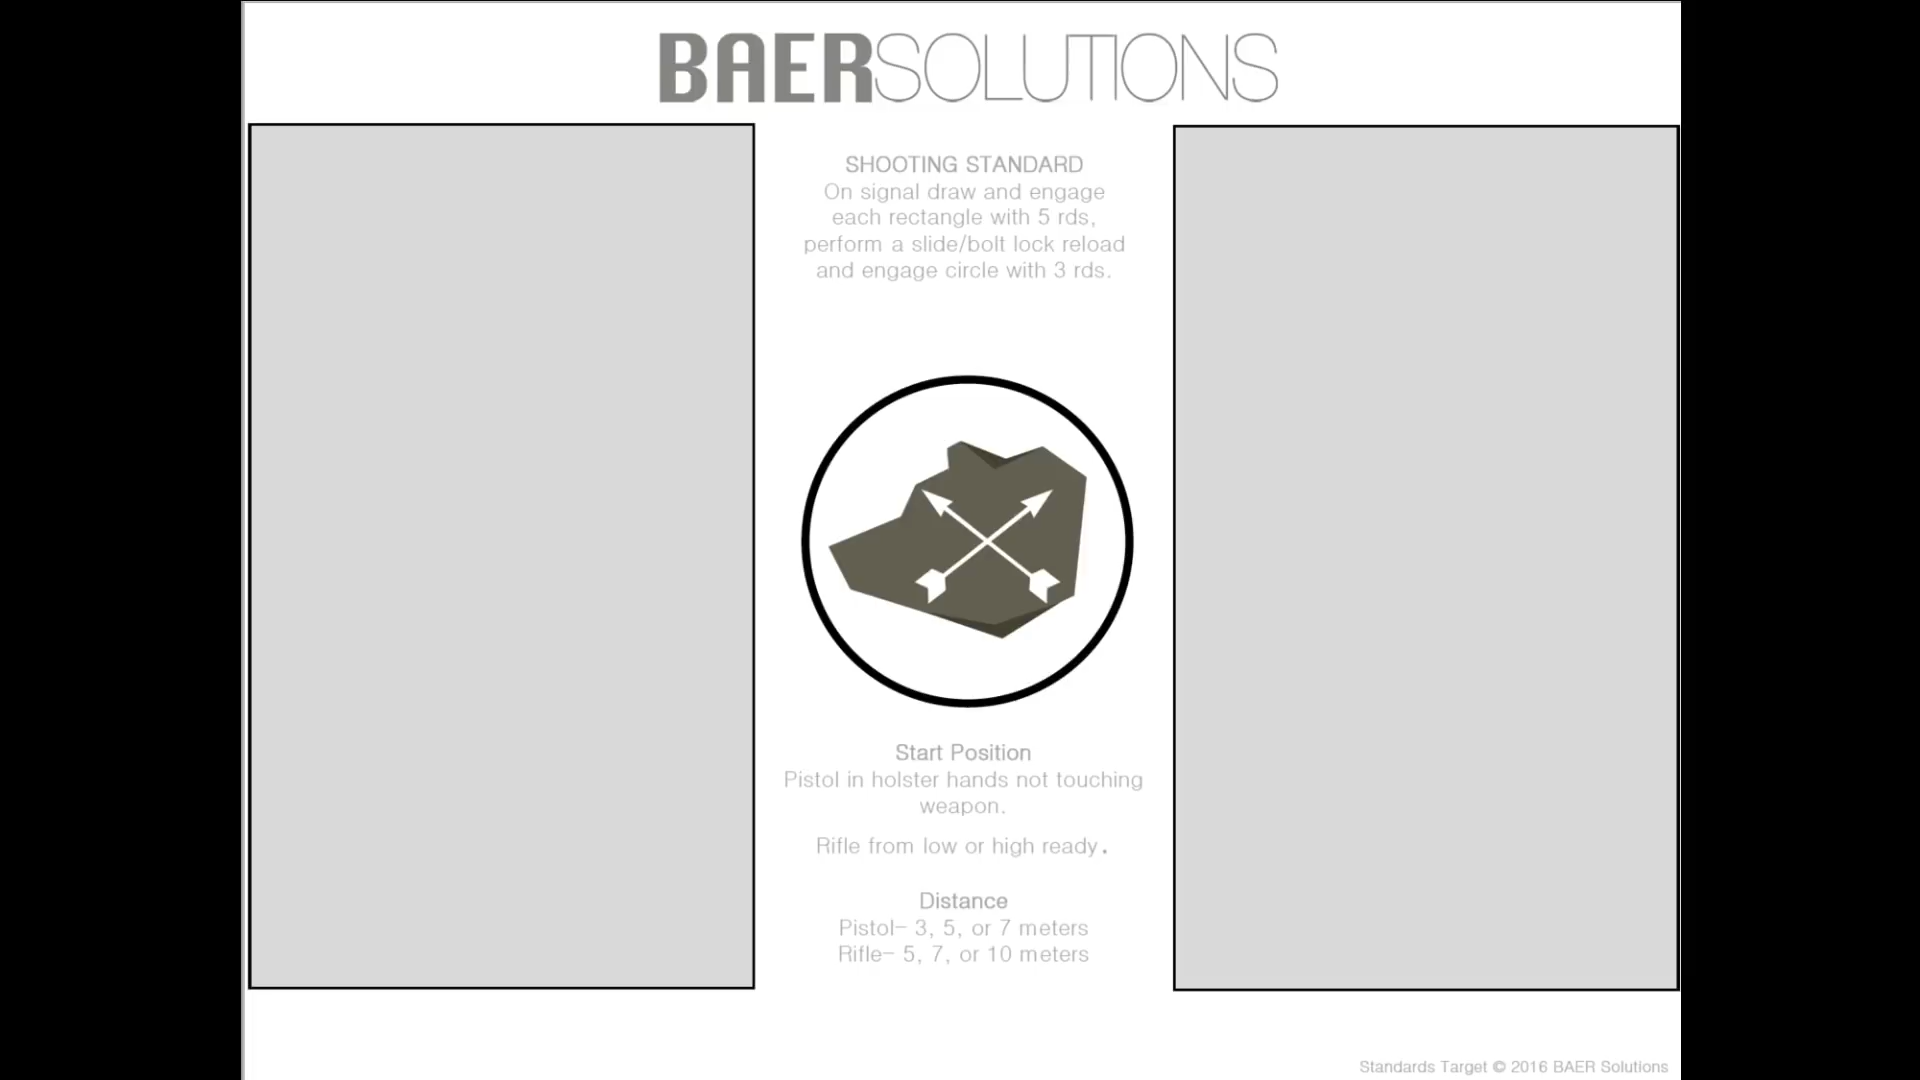 BAERSOLUTIONS
SHOOTING STANDARD
On signal draw and engage
each rectangle with 5 rds,
perform a slide/bolt lock reload
and engage circle with 3 rds.
Start Position
Pistol in holster hands not touching
weapon.
Rifle from low or high ready.
Distance
Pistol- 3, 5, or 7 meters
Rifle- 5, 7, or 10 meters
Standards Target © 2016 BAER Solutions